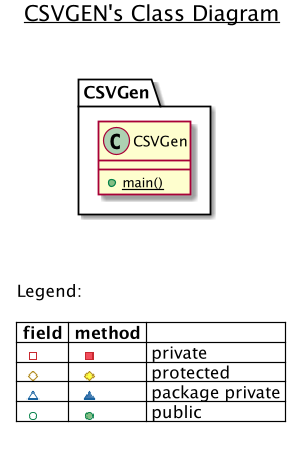 CSVGEN's Class Diagram
CSVGen
C CSVGen
main()
Legend:
field method
private
protected
package private
public